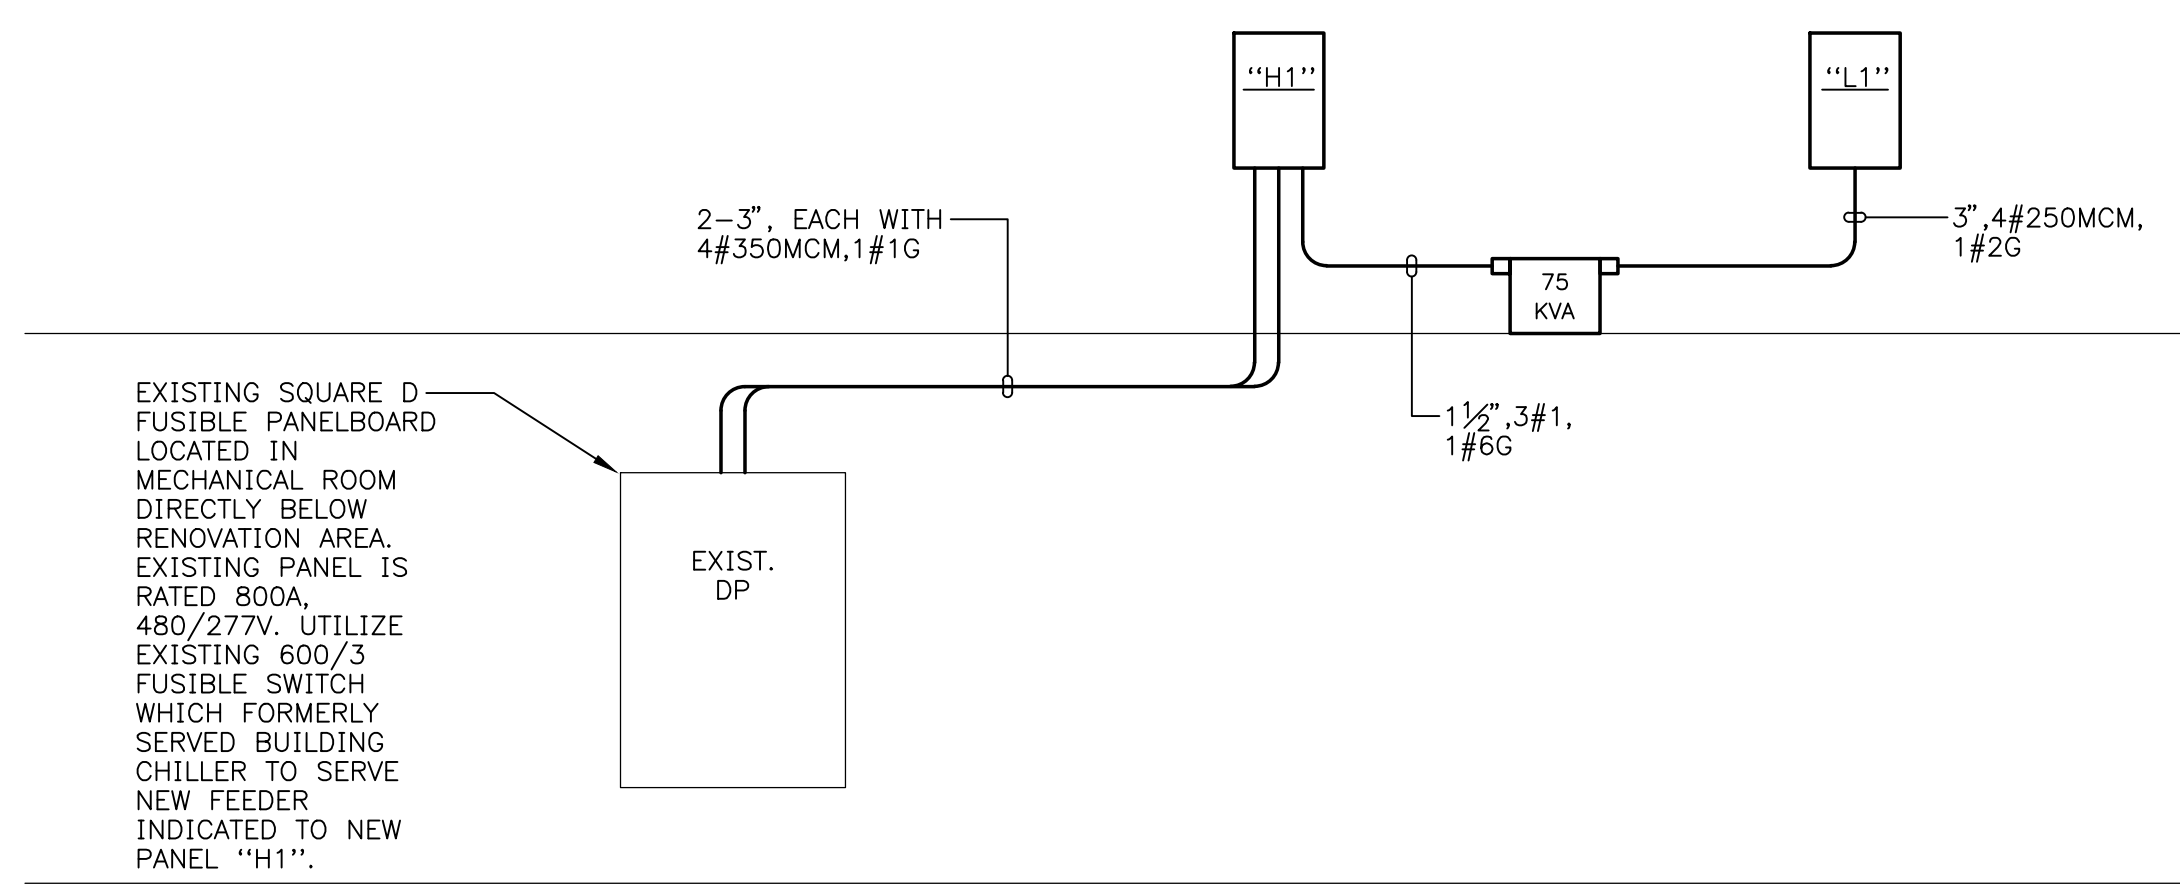 “H1”
“L1”
2-3”, EACH WITH
4#350MCM,1#1G
3”,4#250MCM,
1#2G
75
KVA
1½”,3#1,
1#6G
EXISTING SQUARE D
FUSIBLE PANELBOARD
LOCATED IN
MECHANICAL ROOM
DIRECTLY BELOW
RENOVATION AREA.
EXISTING PANEL IS
RATED 800A,
480/277V. UTILIZE
EXISTING 600/3
FUSIBLE SWITCH
WHICH FORMERLY
SERVED BUILDING
CHILLER TO SERVE
NEW FEEDER
INDICATED TO NEW
PANEL “H1”.
EXIST.
DP